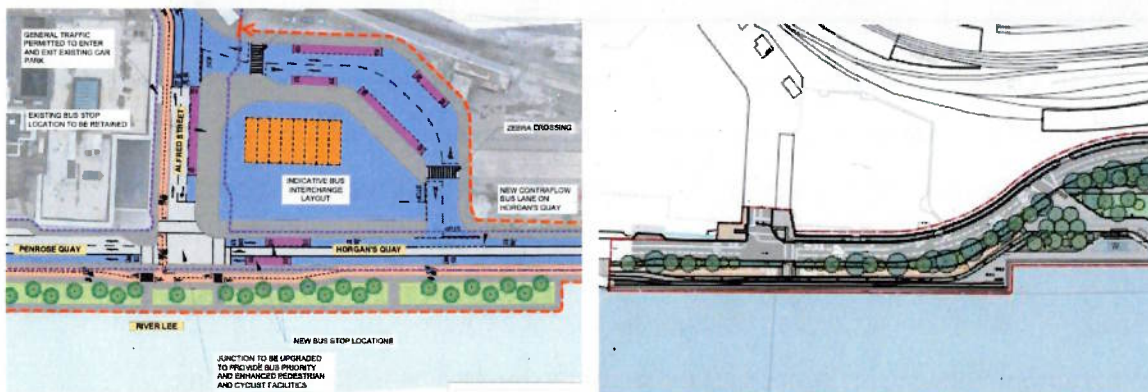 GENERAL TRAFFIC
PERMITTED TO ENTER
AND EXIT EXISTING CAR
PARK
EXISTING BUS STOP
LOCATION TO BE RETAINED
ALFRED STREET
ZEBRA CROSSING
INDICATIVE BUS
INTERCHANGE
LAYOUT
NEW CONTRAFLOW
BUS LANE ON
HORGAN'S QUAY
PENROSE QUAY
HORGAN'S QUAY
RIVER LEE
NEW BUS STOP LOCATIONS
JUNCTION TO BE UPGRADED
TO PROVIDE BUS PRIORITY
AND ENHANCED PEDESTRIAN
AND CYCLIST FACILITIES